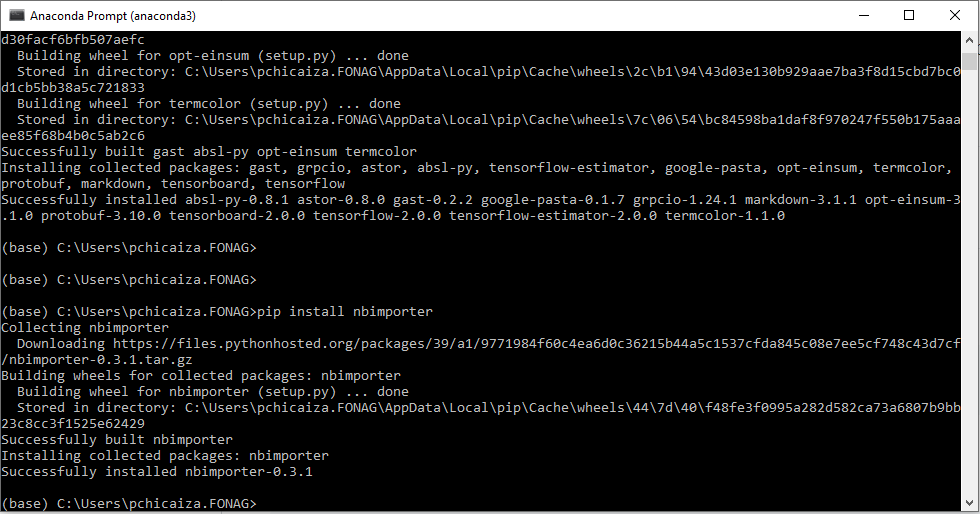 Anaconda Prompt (anaconda3)
d30facf6bfb507aefc
  Building wheel for opt-einsum (setup.py) ... done
  Stored in directory: C:\Users\pchicaiza.FONAG\AppData\Local\pip\Cache\wheels\2c\b1\94\43d03e130b929aae7ba3f8d15cbd7bc0
d1cb5bb38a5c721833
  Building wheel for termcolor (setup.py) ... done
  Stored in directory: C:\Users\pchicaiza.FONAG\AppData\Local\pip\Cache\wheels\7c\06\54\bc84598ba1daf8f970247f550b175aaa
ee85f68b4b0c5ab2c6
Successfully built gast absl-py opt-einsum termcolor
Installing collected packages: gast, grpcio, astor, absl-py, tensorflow-estimator, google-pasta, opt-einsum, termcolor,
protobuf, markdown, tensorboard, tensorflow
Successfully installed absl-py-0.8.1 astor-0.8.0 gast-0.2.2 google-pasta-0.1.7 grpcio-1.24.1 markdown-3.1.1 opt-einsum-3
.1.0 protobuf-3.10.0 tensorboard-2.0.0 tensorflow-2.0.0 tensorflow-estimator-2.0.0 termcolor-1.1.0
(base) C:\Users\pchicaiza.FONAG>
(base) C:\Users\pchicaiza.FONAG>
(base) C:\Users\pchicaiza.FONAG>pip install nbimporter
Collecting nbimporter
  Downloading https://files.pythonhosted.org/packages/39/a1/9771984f60c4ea6d0c36215b44a5c1537cfda845c08e7ee5cf748c43d7cf
/nbimporter-0.3.1.tar.gz
Building wheels for collected packages: nbimporter
  Building wheel for nbimporter (setup.py) ... done
  Stored in directory: C:\Users\pchicaiza.FONAG\AppData\Local\pip\Cache\wheels\44\7d\40\f48fe3f0995a282d582ca73a6807b9bb
23c8cc3f1525e62429
Successfully built nbimporter
Installing collected packages: nbimporter
Successfully installed nbimporter-0.3.1
(base) C:\Users\pchicaiza.FONAG>